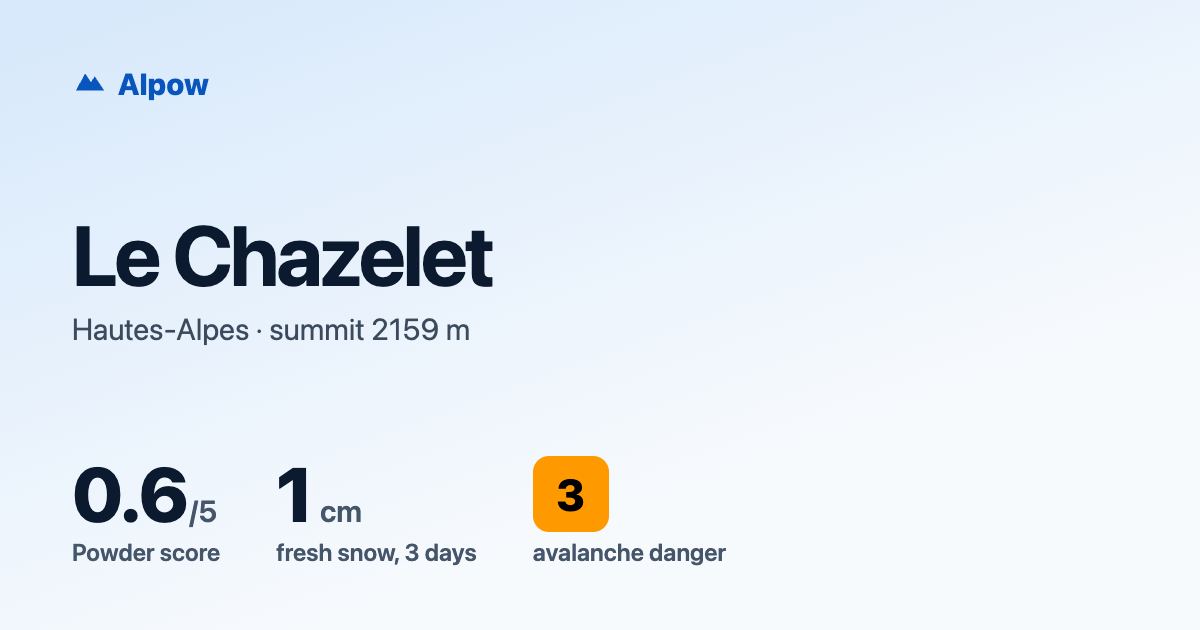 Alpow
Le Chazelet
Hautes-Alpes · summit 2159 m
0.6/5
Powder score
1 cm
fresh snow, 3 days
3
avalanche danger